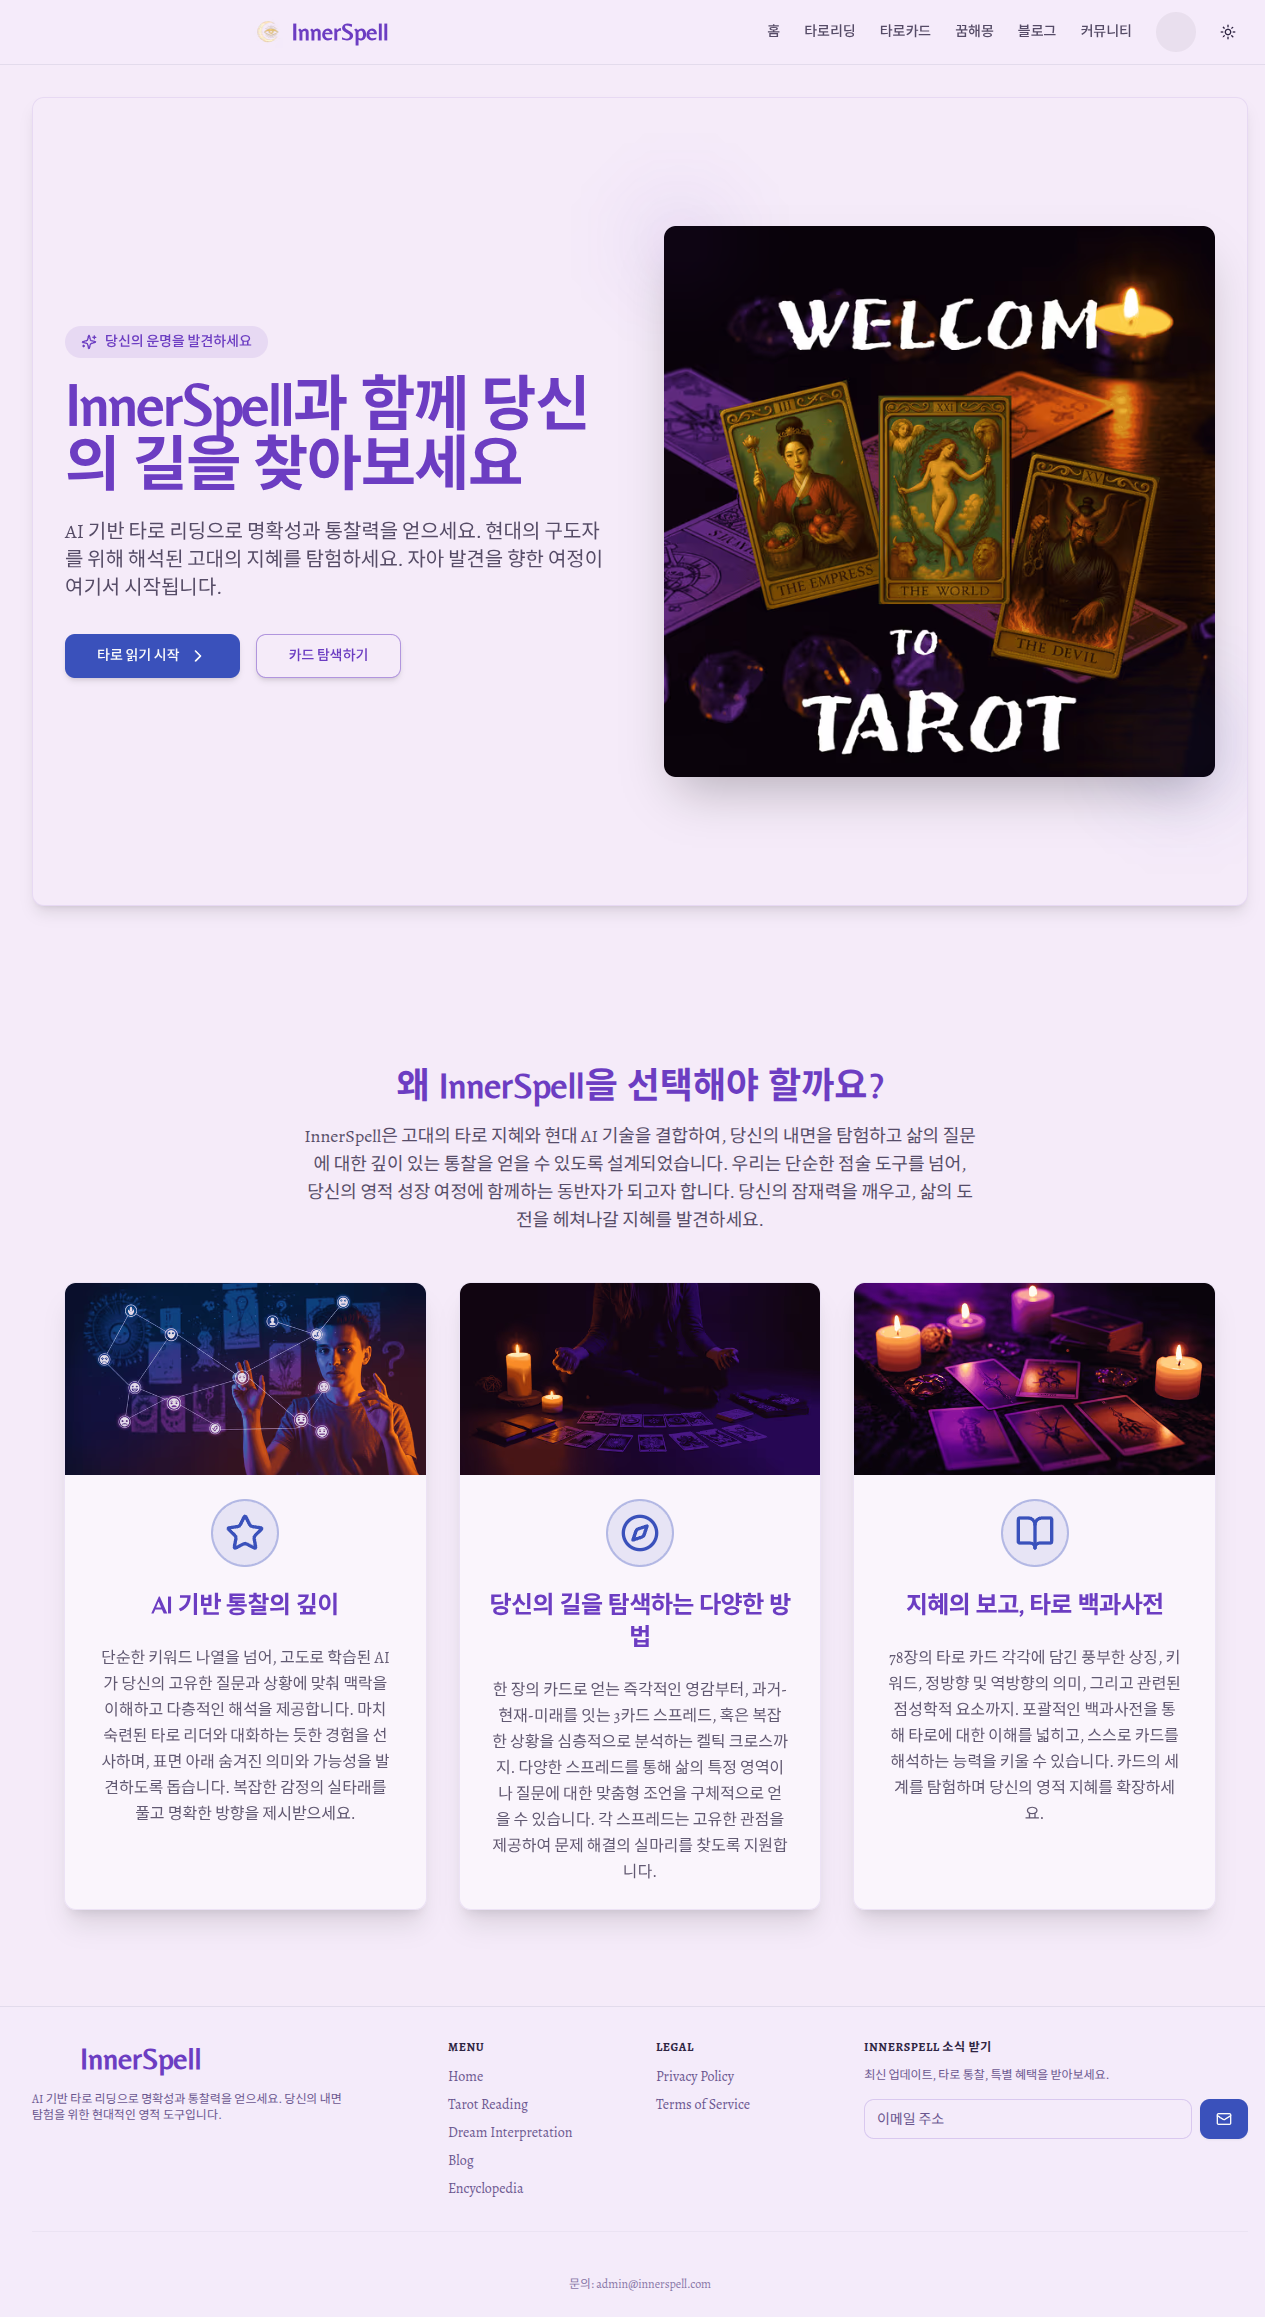 InnerSpell
홈
타로리딩
타로카드
꿈해몽
블로그
커뮤니티
당신의 운명을 발견하세요
InnerSpell과 함께 당신
의 길을 찾아보세요
AI 기반 타로 리딩으로 명확성과 통찰력을 얻으세요. 현대의 구도자
를 위해 해석된 고대의 지혜를 탐험하세요. 자아 발견을 향한 여정이
여기서 시작됩니다.
타로 읽기 시작
카드 탐색하기
WELCOM
III
THE EMPRESS
XXI
THE WORLD
XV
THE DEVIL
TO
TAROT
왜 InnerSpell을 선택해야 할까요?
InnerSpell은 고대의 타로 지혜와 현대 AI 기술을 결합하여, 당신의 내면을 탐험하고 삶의 질문
에 대한 깊이 있는 통찰을 얻을 수 있도록 설계되었습니다. 우리는 단순한 점술 도구를 넘어,
당신의 영적 성장 여정에 함께하는 동반자가 되고자 합니다. 당신의 잠재력을 깨우고, 삶의 도
전을 헤쳐나갈 지혜를 발견하세요.
AI 기반 통찰의 깊이
단순한 키워드 나열을 넘어, 고도로 학습된 AI
가 당신의 고유한 질문과 상황에 맞춰 맥락을
이해하고 다층적인 해석을 제공합니다. 마치
숙련된 타로 리더와 대화하는 듯한 경험을 선
사하며, 표면 아래 숨겨진 의미와 가능성을 발
견하도록 돕습니다. 복잡한 감정의 실타래를
풀고 명확한 방향을 제시받으세요.
당신의 길을 탐색하는 다양한 방
법
한 장의 카드로 얻는 즉각적인 영감부터, 과거-
현재-미래를 잇는 3카드 스프레드, 혹은 복잡
한 상황을 심층적으로 분석하는 켈틱 크로스까
지. 다양한 스프레드를 통해 삶의 특정 영역이
나 질문에 대한 맞춤형 조언을 구체적으로 얻
을 수 있습니다. 각 스프레드는 고유한 관점을
제공하여 문제 해결의 실마리를 찾도록 지원합
니다.
지혜의 보고, 타로 백과사전
78장의 타로 카드 각각에 담긴 풍부한 상징, 키
워드, 정방향 및 역방향의 의미, 그리고 관련된
점성학적 요소까지. 포괄적인 백과사전을 통
해 타로에 대한 이해를 넓히고, 스스로 카드를
해석하는 능력을 키울 수 있습니다. 카드의 세
계를 탐험하며 당신의 영적 지혜를 확장하세
요.
InnerSpell
AI 기반 타로 리딩으로 명확성과 통찰력을 얻으세요. 당신의 내면
탐험을 위한 현대적인 영적 도구입니다.
MENU
Home
Tarot Reading
Dream Interpretation
Blog
Encyclopedia
LEGAL
Privacy Policy
Terms of Service
INNERSPELL 소식 받기
최신 업데이트, 타로 통찰, 특별 혜택을 받아보세요.
이메일 주소
문의: admin@innerspell.com